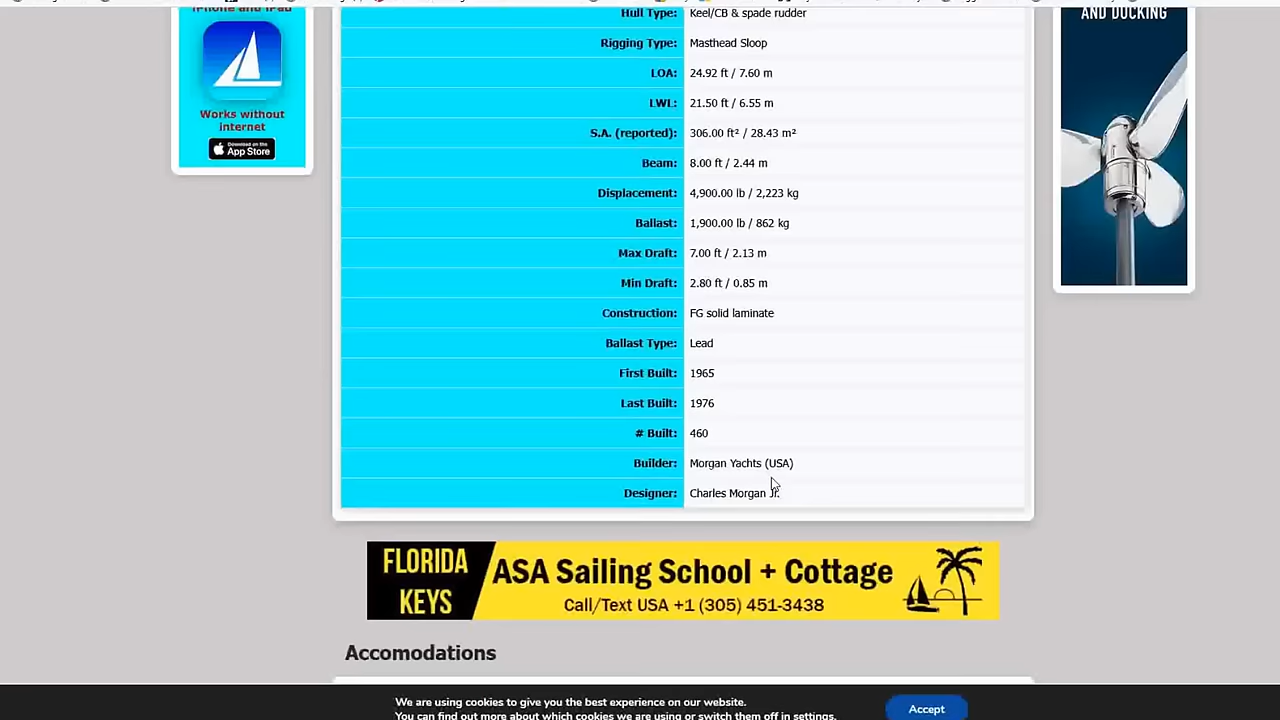 iPhone and iPad
Works without
internet
Download on the
App Store
Hull Type: Keel/CB & spade rudder
Rigging Type: Masthead Sloop
LOA: 24.92 ft / 7.60 m
LWL: 21.50 ft / 6.55 m
S.A. (reported): 306.00 ft² / 28.43 m²
Beam: 8.00 ft / 2.44 m
Displacement: 4,900.00 lb / 2,223 kg
Ballast: 1,900.00 lb / 862 kg
Max Draft: 7.00 ft / 2.13 m
Min Draft: 2.80 ft / 0.85 m
Construction: FG solid laminate
Ballast Type: Lead
First Built: 1965
Last Built: 1976
# Built: 460
Builder: Morgan Yachts (USA)
Designer: Charles Morgan Jr.
AND DUCKING
FLORIDA
KEYS
ASA Sailing School + Cottage
Call/Text USA +1 (305) 451-3438
Accomodations
We are using cookies to give you the best experience on our website.
You can find out more about which cookies we are using or switch them off in settings.
Accept